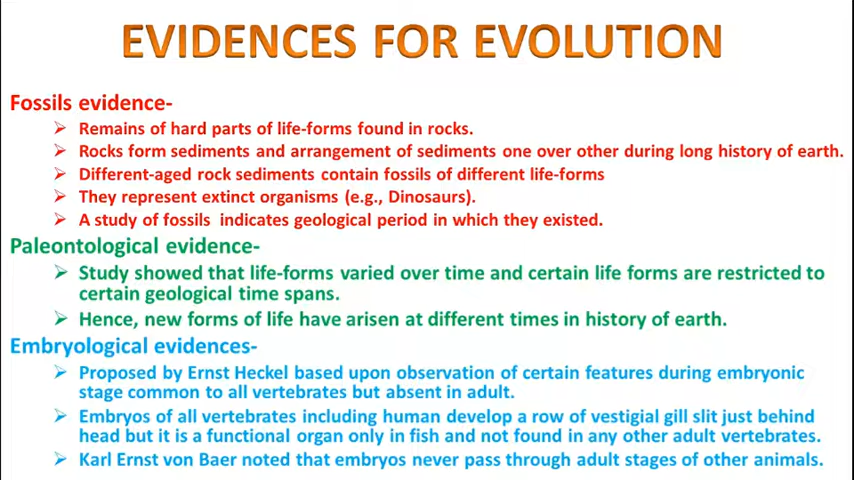 EVIDENCES FOR EVOLUTION
Fossils evidence-
➢ Remains of hard parts of life-forms found in rocks.
➢ Rocks form sediments and arrangement of sediments one over other during long history of earth.
➢ Different-aged rock sediments contain fossils of different life-forms
➢ They represent extinct organisms (e.g., Dinosaurs).
➢ A study of fossils indicates geological period in which they existed.
Paleontological evidence-
➢ Study showed that life-forms varied over time and certain life forms are restricted to
certain geological time spans.
➢ Hence, new forms of life have arisen at different times in history of earth.
Embryological evidences-
➢ Proposed by Ernst Heckel based upon observation of certain features during embryonic
stage common to all vertebrates but absent in adult.
➢ Embryos of all vertebrates including human develop a row of vestigial gill slit just behind
head but it is a functional organ only in fish and not found in any other adult vertebrates.
➢ Karl Ernst von Baer noted that embryos never pass through adult stages of other animals.